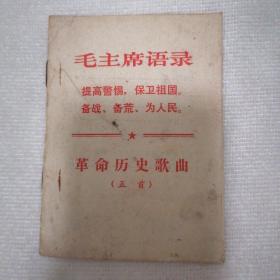 毛主席语录
提高警惕，保卫祖国。
备战、备荒、为人民。
革命历史歌曲
（五首）